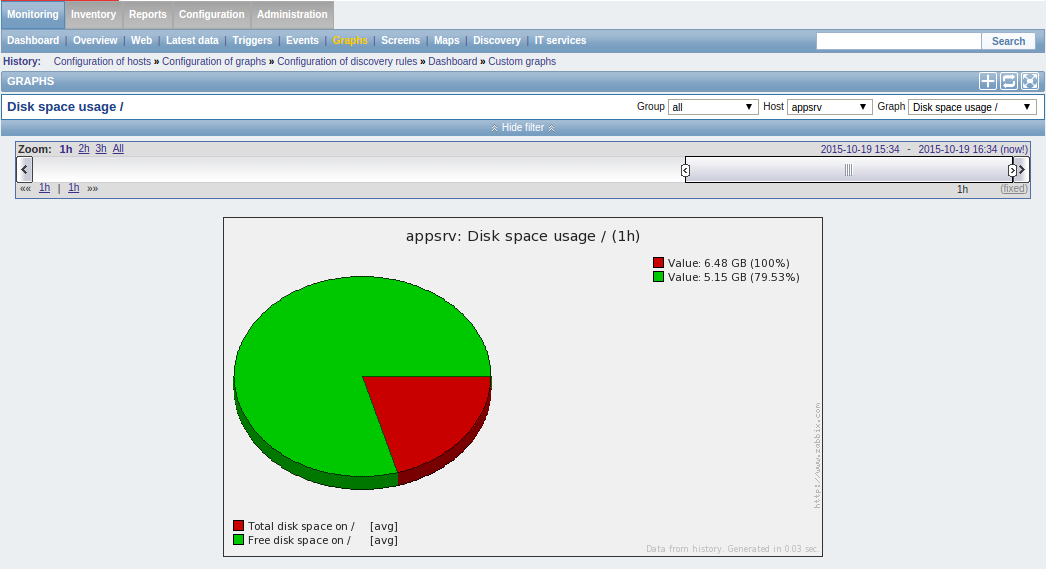 Monitoring Inventory Reports Configuration Administration
Dashboard | Overview | Web | Latest data | Triggers | Events | Graphs | Screens | Maps | Discovery | IT services Search
History: Configuration of hosts » Configuration of graphs » Configuration of discovery rules » Dashboard » Custom graphs
GRAPHS
Disk space usage / Group all Host appsrv Graph Disk space usage /
Hide filter
Zoom: 1h 2h 3h All 2015-10-19 15:34 - 2015-10-19 16:34 (now!)
«« 1h | 1h »» 1h (fixed)
appsrv: Disk space usage / (1h)
Value: 6.48 GB (100%)
Value: 5.15 GB (79.53%)
http://www.zabbix.com
Total disk space on / [avg]
Free disk space on / [avg]
Data from history. Generated in 0.03 sec.